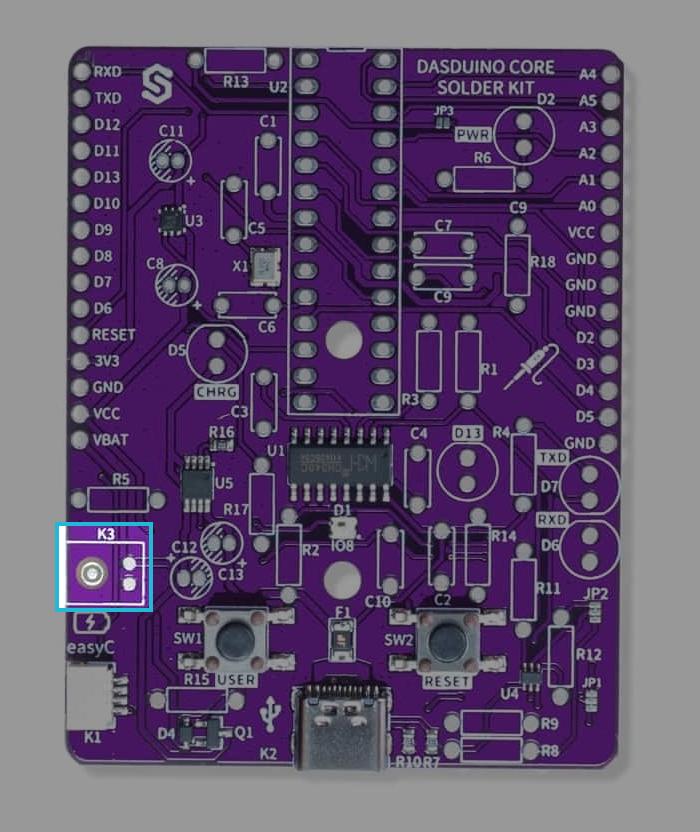 RXD
TXD
D12
D11
D13
D10
D9
D8
D7
D6
RESET
3V3
GND
VCC
VBAT
R5
K3
easyC
K1
R13
U2
C1
C11
U3
C5
C8
X1
C6
D5
CHRG
C3
R16
U1
U5
R17
C12
C13
SW1
USER
R15
D4
Q1
K2
DASDUINO CORE
SOLDER KIT
JP3
D2
PWR
R6
C7
C9
C9
R18
R3
R1
C4
D13
R4
TXD
D7
RXD
D6
D1
IO8
R2
C10
C2
R14
R11
F1
SW2
RESET
JP2
R12
JP1
U4
R9
R8
R10
R7
A4
A5
A3
A2
A1
A0
VCC
GND
GND
GND
D2
D3
D4
D5
GND